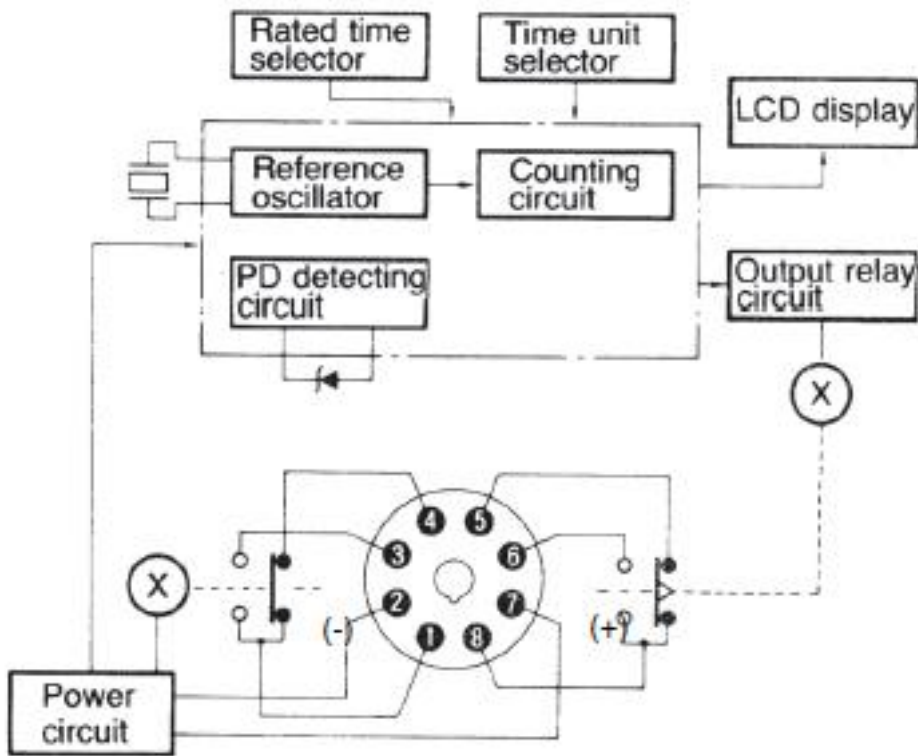 Rated time
selector
Time unit
selector
LCD display
Reference
oscillator
Counting
circuit
PD detecting
circuit
Output relay
circuit
X
4
5
3
6
X
2
7
(-)
(+)
1
8
Power
circuit